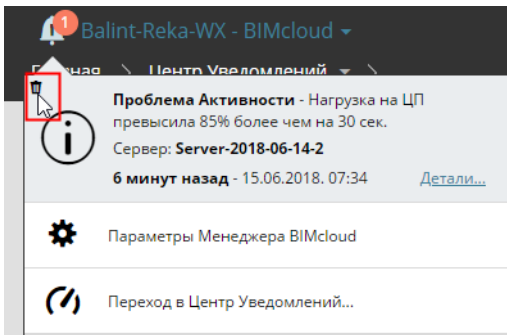 1
Balint-Reka-WX - BIMcloud
Главная > Центр Уведомлений >
Проблема Активности - Нагрузка на ЦП
превысила 85% более чем на 30 сек.
Сервер: Server-2018-06-14-2
6 минут назад - 15.06.2018. 07:34 Детали...
Параметры Менеджера BIMcloud
Переход в Центр Уведомлений...